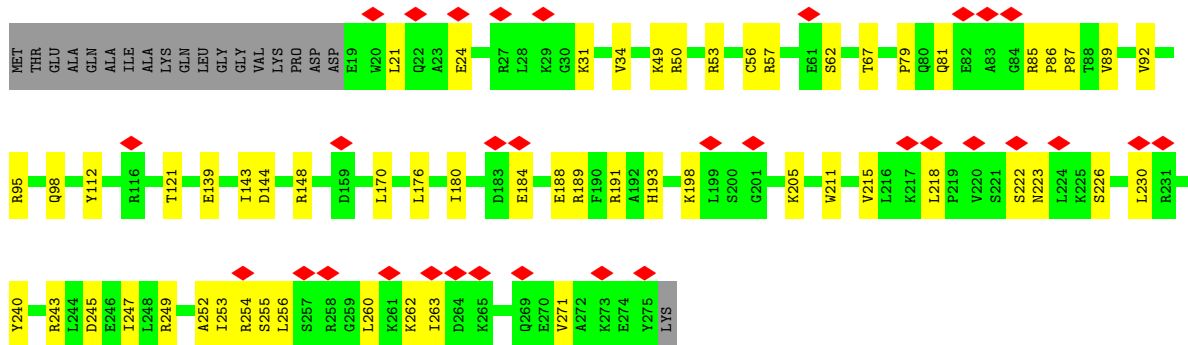 MET THR GLU ALA GLN ALA ILE ALA LYS GLN LEU GLY GLY VAL LYS PRO ASP ASP E19 W20 L21 Q22 A23 E24 R27 L28 K29 G30 K31 V34 K49 R50 R53 C56 R57 E61 S62 T67 P79 Q80 Q81 E82 A83 G84 R85 P86 P87 T88 V89 V92
R95 Q98 Y112 R116 T121 E139 I143 D144 R148 D159 L170 L176 I180 D183 E184 E188 R189 F190 R191 A192 H193 K198 L199 S200 G201 K205 W211 V215 L216 K217 L218 P219 V220 S221 S222 N223 L224 K225 S226 L230 R231
Y240 R243 L244 D245 E246 I247 L248 R249 A252 I253 R254 S255 L256 S257 R258 G259 L260 K261 K262 I263 D264 K265 Q269 E270 V271 A272 K273 E274 Y275 LYS